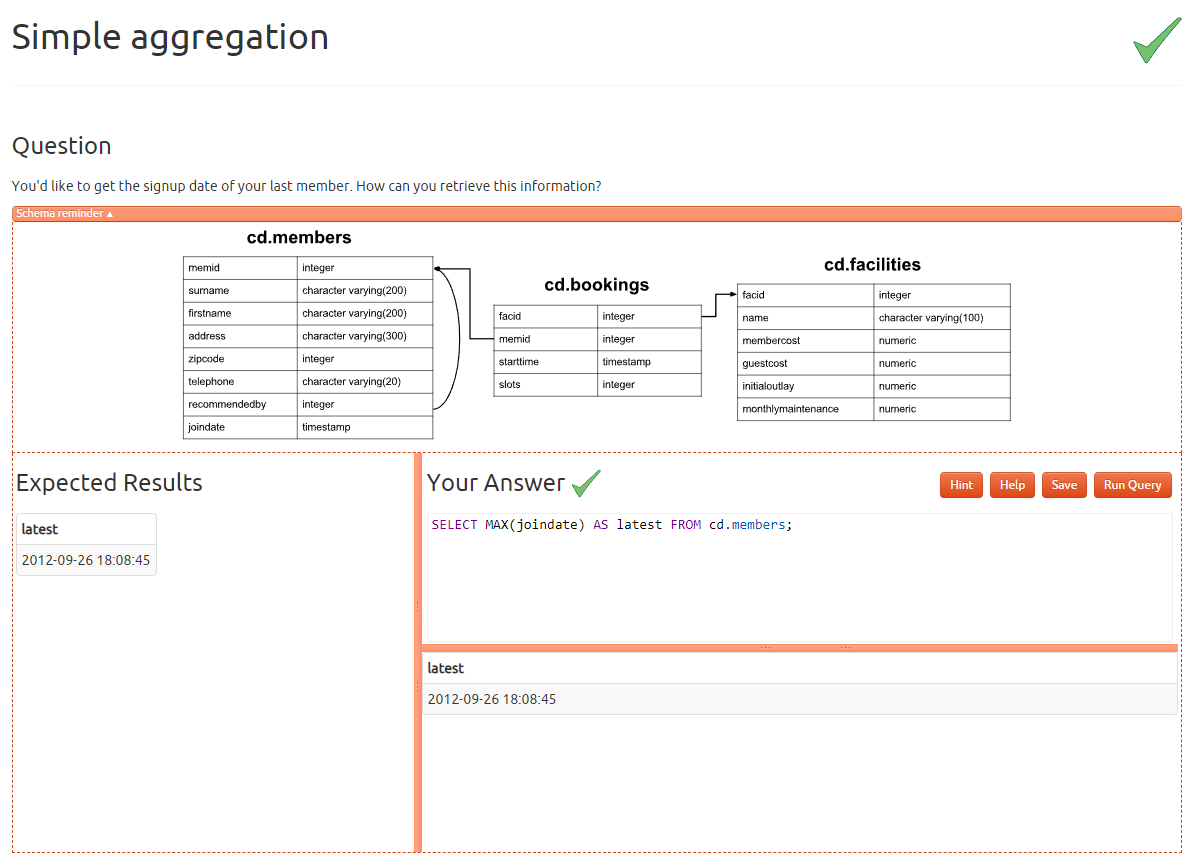 Simple aggregation
Question
You'd like to get the signup date of your last member. How can you retrieve this information?
Schema reminder ▲
cd.members
memid integer
surname character varying(200)
firstname character varying(200)
address character varying(300)
zipcode integer
telephone character varying(20)
recommendedby integer
joindate timestamp
cd.bookings
facid integer
memid integer
starttime timestamp
slots integer
cd.facilities
facid integer
name character varying(100)
membercost numeric
guestcost numeric
initialoutlay numeric
monthlymaintenance numeric
Expected Results
latest
2012-09-26 18:08:45
Your Answer
Hint Help Save Run Query
SELECT MAX(joindate) AS latest FROM cd.members;
latest
2012-09-26 18:08:45